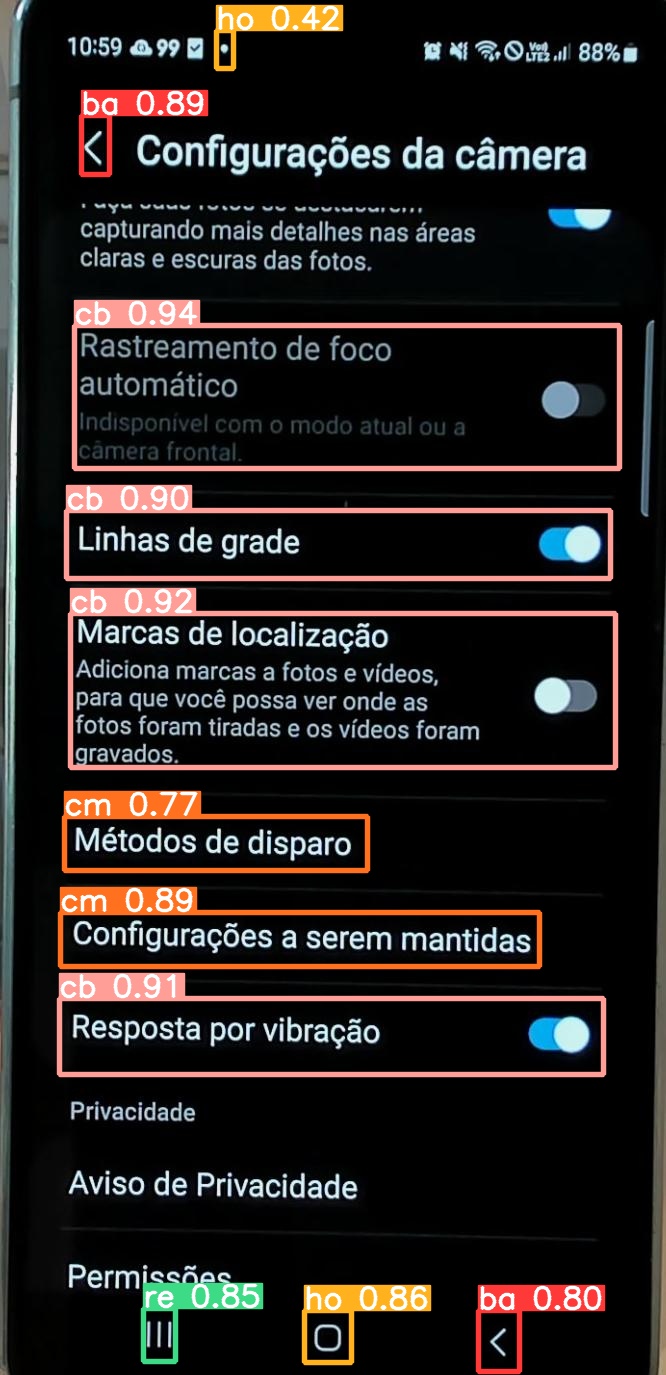 ho 0.42
10:59 99 VoD LTE2 88%
ba 0.89
Configurações da câmera
capturando mais detalhes nas áreas
claras e escuras das fotos.
cb 0.94
Rastreamento de foco
automático
Indisponível com o modo atual ou a
câmera frontal.
cb 0.90
Linhas de grade
cb 0.92
Marcas de localização
Adiciona marcas a fotos e vídeos,
para que você possa ver onde as
fotos foram tiradas e os vídeos foram
gravados.
cm 0.77
Métodos de disparo
cm 0.89
Configurações a serem mantidas
cb 0.91
Resposta por vibração
Privacidade
Aviso de Privacidade
Permissões
re 0.85
ho 0.86
ba 0.80